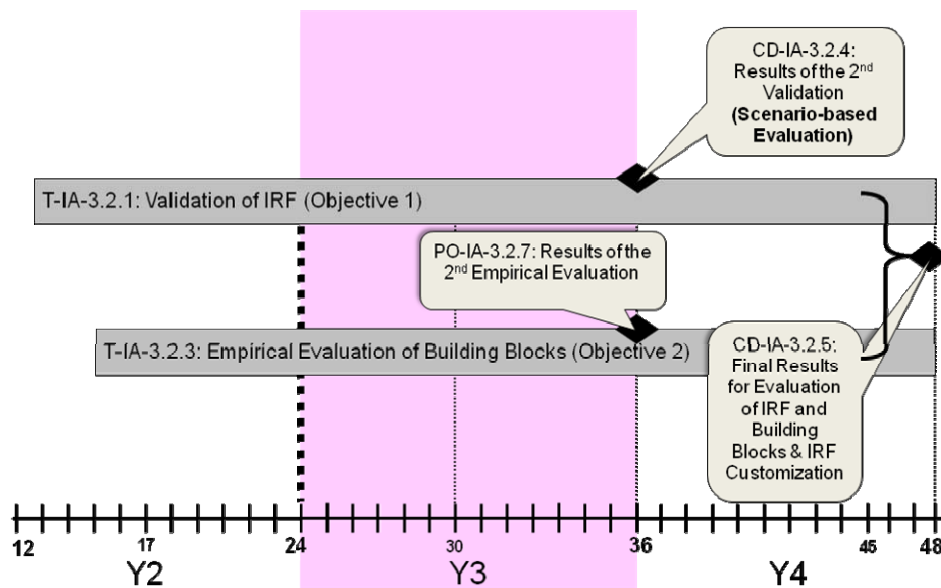 CD-IA-3.2.4:
Results of the 2nd
Validation
(Scenario-based
Evaluation)
T-IA-3.2.1: Validation of IRF (Objective 1)
PO-IA-3.2.7: Results of the
2nd Empirical Evaluation
T-IA-3.2.3: Empirical Evaluation of Building Blocks (Objective 2)
CD-IA-3.2.5:
Final Results
for Evaluation
of IRF and
Building
Blocks & IRF
Customization
12 17 24 30 36 45 48
Y2 Y3 Y4